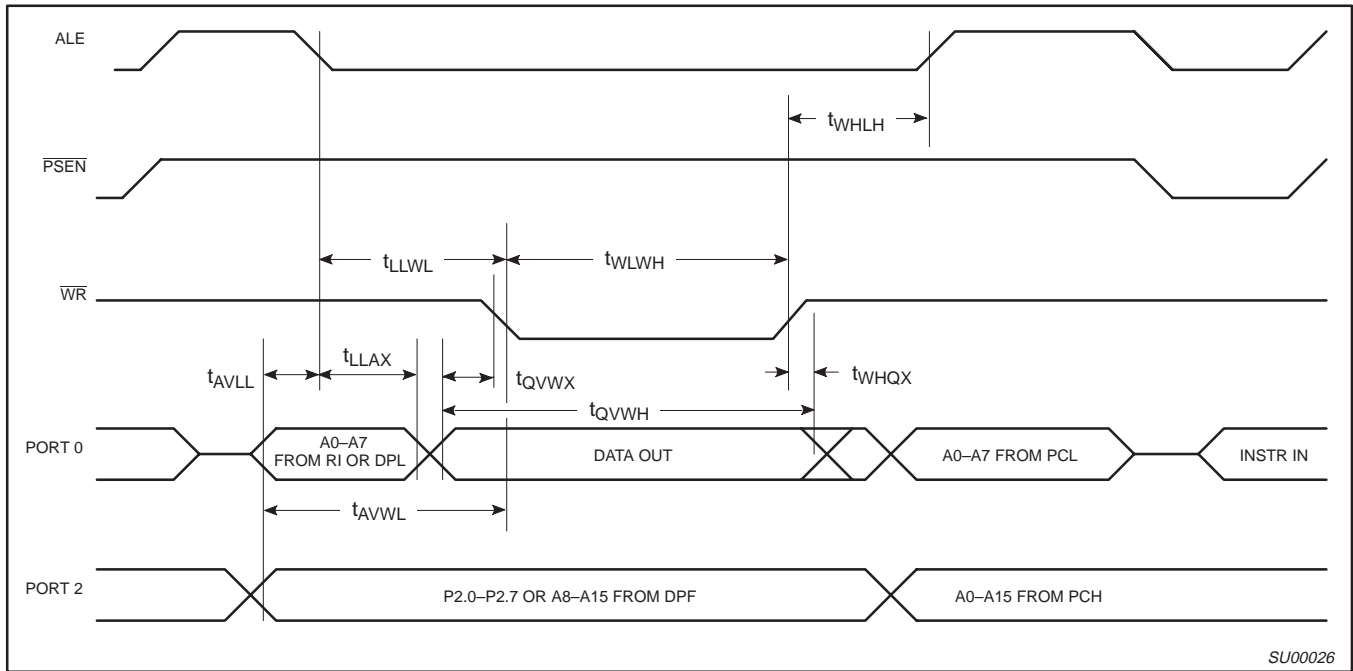 ALE
tWHLH
PSEN
tLLWL
tWLWH
WR
tAVLL
tLLAX
tQVWX
tWHQX
tQVWH
PORT 0
A0–A7
FROM RI OR DPL
DATA OUT
A0–A7 FROM PCL
INSTR IN
tAVWL
PORT 2
P2.0–P2.7 OR A8–A15 FROM DPF
A0–A15 FROM PCH
SU00026